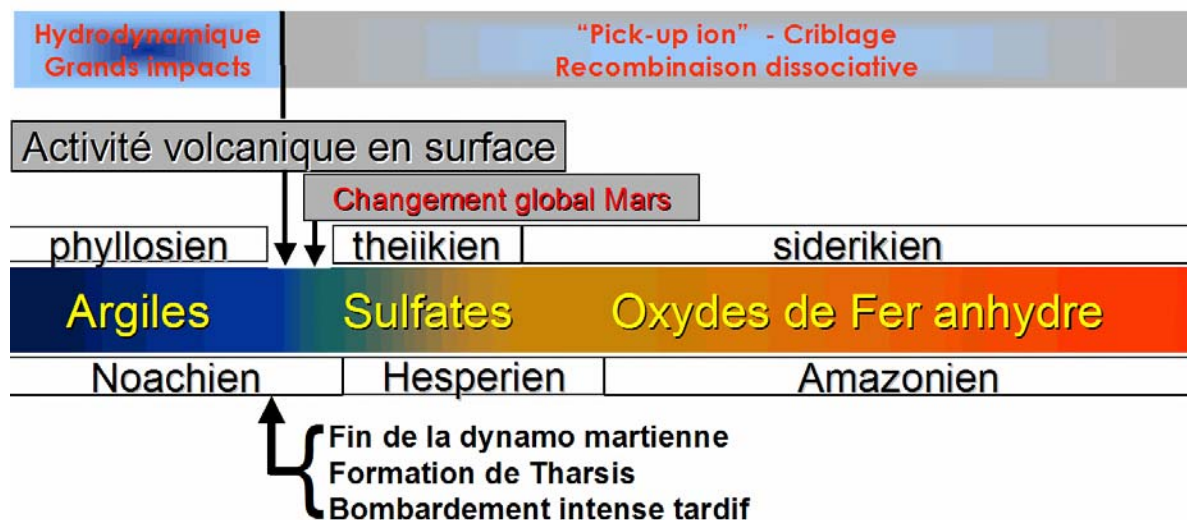 Hydrodynamique
Grands impacts
“Pick-up ion” - Criblage
Recombinaison dissociative
Activité volcanique en surface
Changement global Mars
phyllosien
theiikien
siderikien
Argiles
Sulfates
Oxydes de Fer anhydre
Noachien
Hesperien
Amazonien
Fin de la dynamo martienne
Formation de Tharsis
Bombardement intense tardif